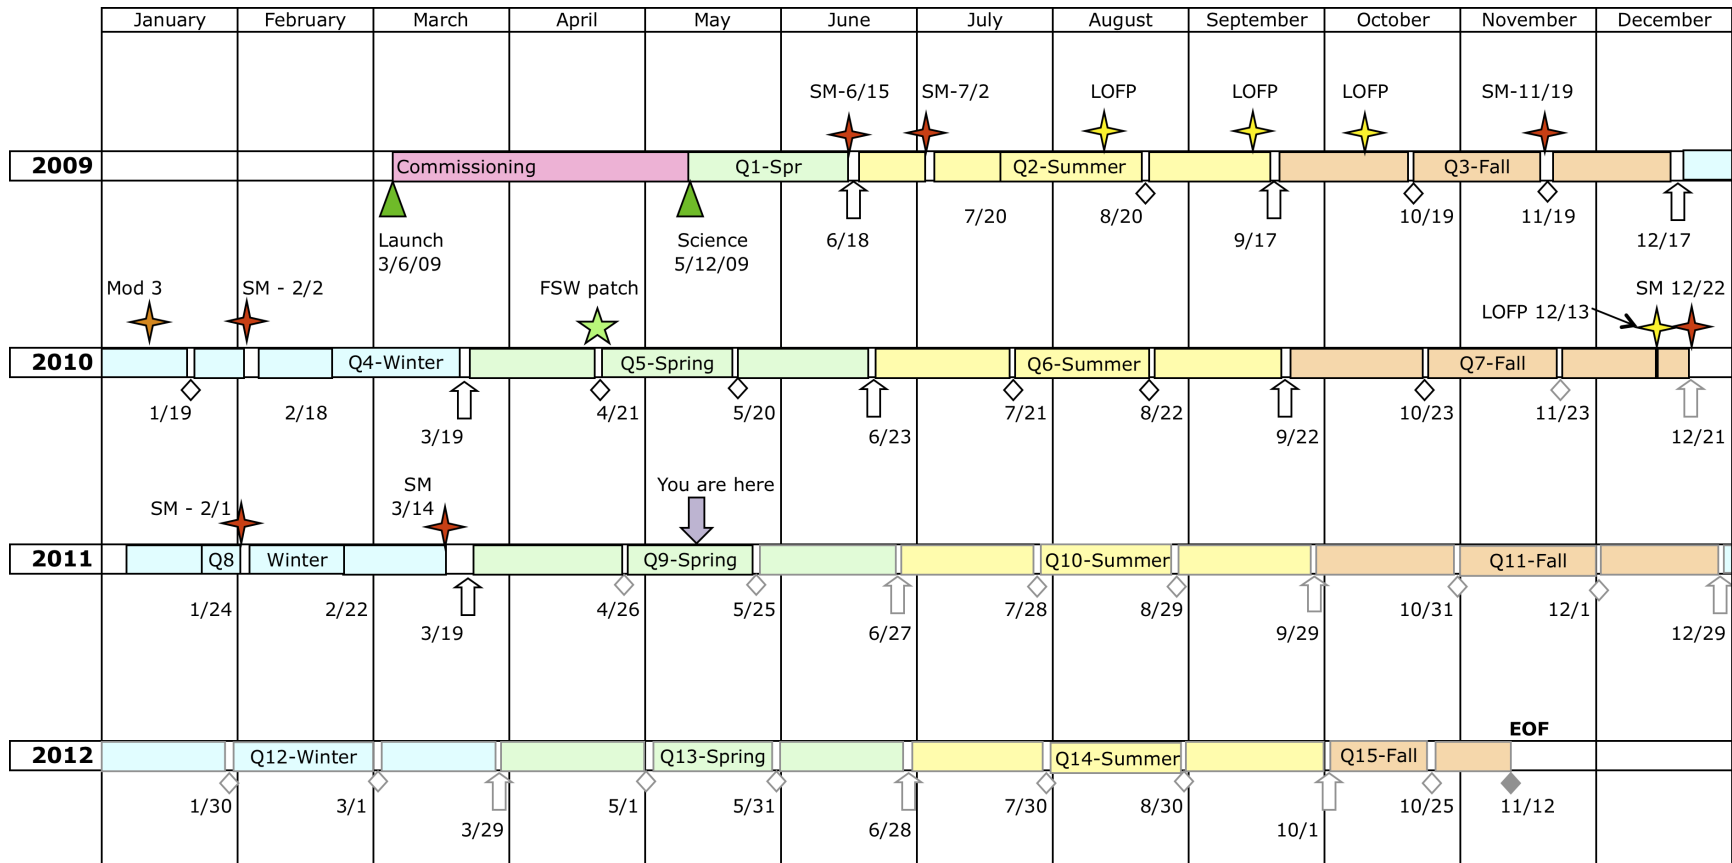 January February March April May June July August September October November December
SM-6/15 SM-7/2 LOFP LOFP LOFP SM-11/19
2009 Commissioning Q1-Spr Q2-Summer Q3-Fall
7/20 8/20 10/19 11/19
Launch Science 6/18 9/17 12/17
3/6/09 5/12/09
Mod 3 SM - 2/2 FSW patch SM 12/22
LOFP 12/13
2010 Q4-Winter Q5-Spring Q6-Summer Q7-Fall
1/19 2/18 4/21 5/20 7/21 8/22 10/23 11/23
3/19 6/23 9/22 12/21
SM You are here
SM - 2/1 3/14
2011 Q8 Winter Q9-Spring Q10-Summer Q11-Fall
1/24 2/22 4/26 5/25 7/28 8/29 10/31 12/1
3/19 6/27 9/29 12/29
EOF
2012 Q12-Winter Q13-Spring Q14-Summer Q15-Fall
1/30 3/1 5/1 5/31 7/30 8/30 10/25 11/12
3/29 6/28 10/1